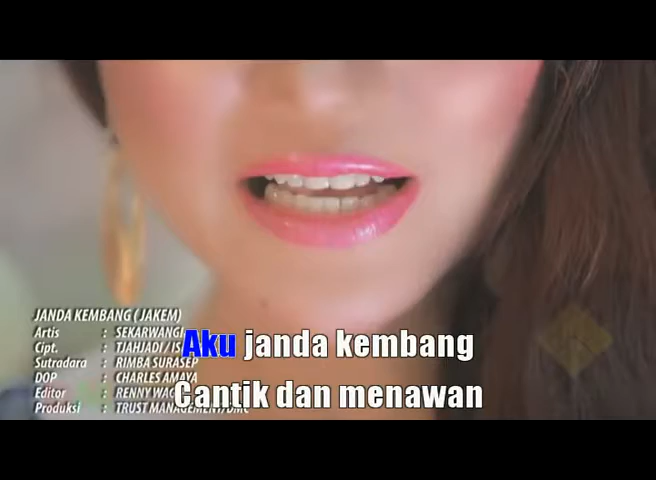 JANDA KEMBANG (JAKEM)
Artis : SEKARWANGI
Cipt. : TJAHJADI /
Sutradara : RIMBA SURASEP
DOP : CHARLES AMAYA
Editor : RENNY
Produksi : TRUST MANAGEMENT/DMC
Aku janda kembang
Cantik dan menawan